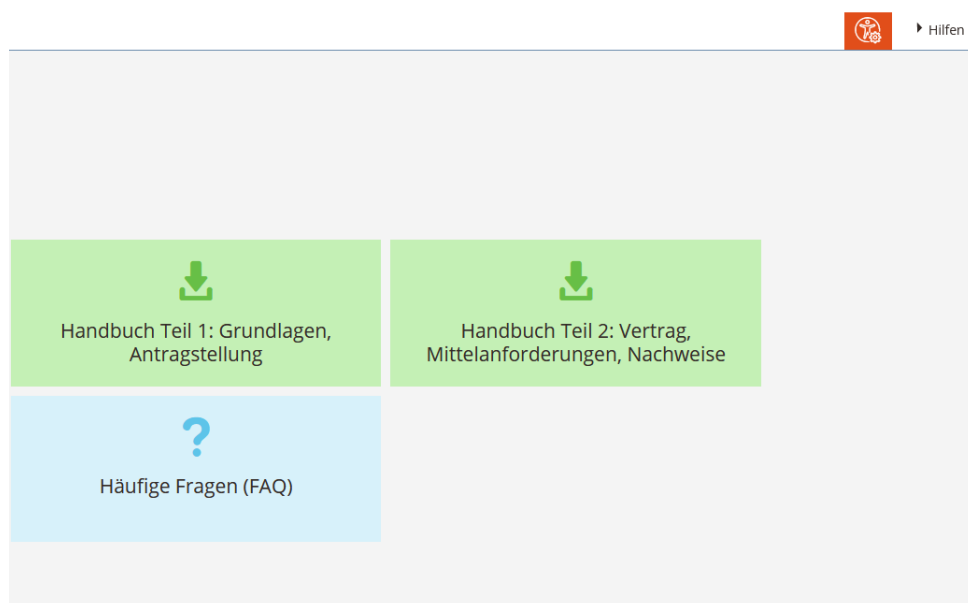 Hilfen
Handbuch Teil 1: Grundlagen,
Antragstellung
Handbuch Teil 2: Vertrag,
Mittelanforderungen, Nachweise
?
Häufige Fragen (FAQ)